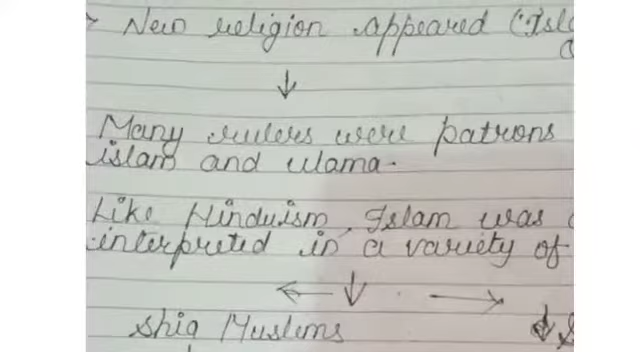 New religion appeared
Many rulers were patrons
islam and ulama.
Like Hinduism, Islam was
interpreted in a variety of
Shia Muslims